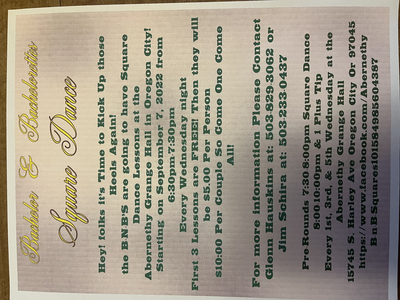 Bachelor & Bachelorettes
Square Dance
Hey! folks it's Time to Kick Up those
Heels Again!
the B-N-B'S are going to have Square
Dance Lessons at the
Abernethy Grange Hall in Oregon City!
Starting on September 7, 2022 from
6:30pm-7:30pm
Every Wednesday night
First 3 Lessons are FREE! Then they will
be $5.00 Per Person
$10:00 Per Couple So Come One Come
All!
For more information Please Contact
Glenn Hauskins at: 503-829-3062 or
Jim Schira at: 503-233-0437
Pre Rounds 7:30-8:00pm Square Dance
8:00-10:00pm & 1 Plus Tip
Every 1st, 3rd, & 5th Wednesday at the
Abernethy Grange Hall
15745 S. Harley Ave Oregon City Or 97045
https://www.facebook.com/Abernethy
BnBSquares1015584985604387